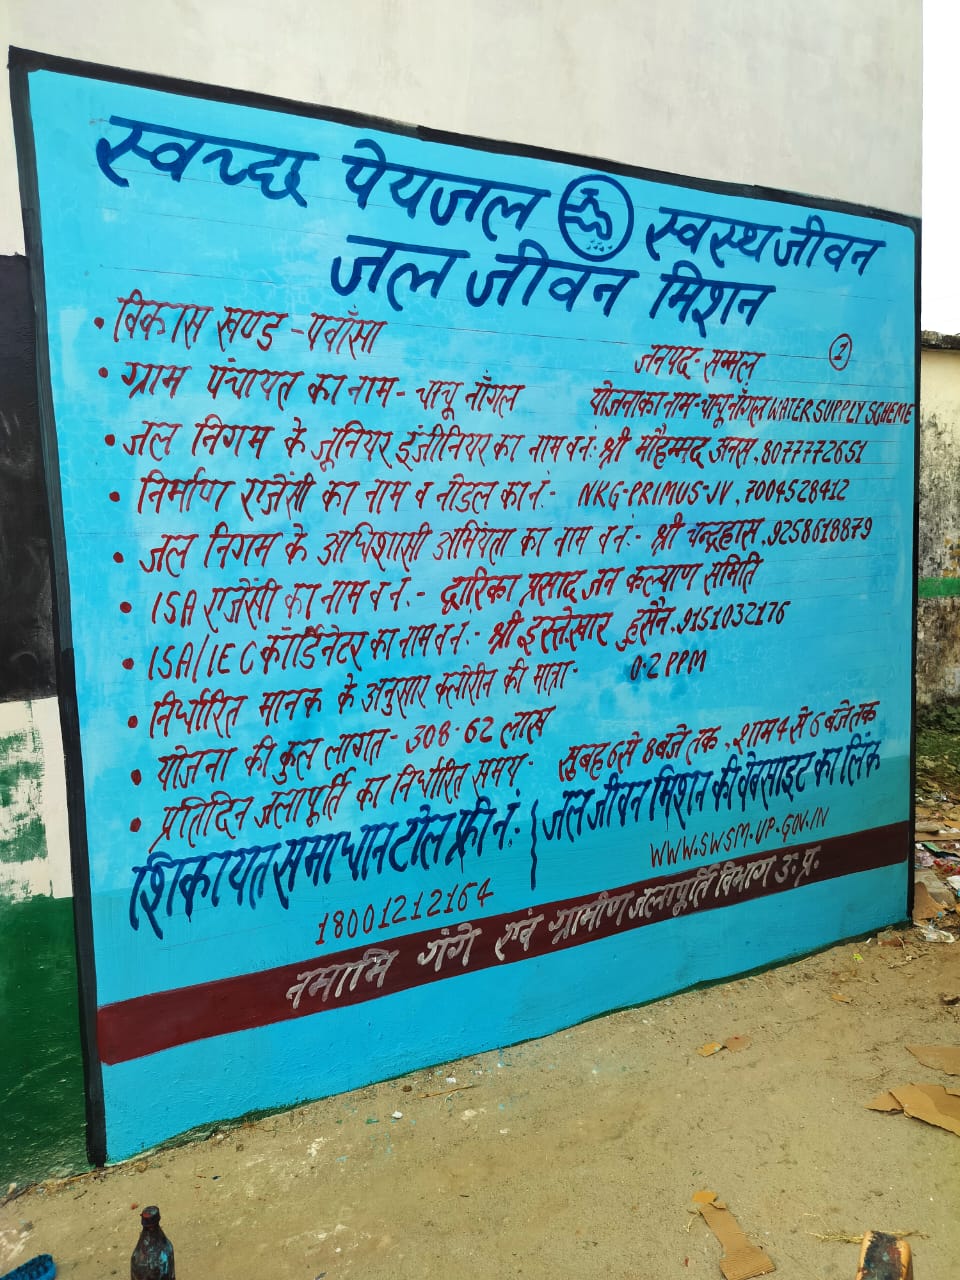 स्वच्छ पेयजल स्वस्थ जीवन
जल जीवन मिशन
• विकास खण्ड - पवाँसा जनपद - सम्भल 1
• ग्राम पंचायत का नाम - चाचू नाँगल योजना का नाम - चाचू नाँगल WATER SUPPLY SCHEME
• जल निगम के जूनियर इंजीनियर का नाम व नं:- श्री मौहम्मद अनस, 8077772651
• निर्माण एजेंसी का नाम व नोडल का नं:- NKG-PRIMUS-JV, 7004528412
• जल निगम के अधिशासी अभियंता का नाम व नं:- श्री चन्द्रहास, 9258618879
• ISA एजेंसी का नाम व नं:- द्वारिका प्रसाद जन कल्याण समिति
• ISA/IEC कॉर्डिनेटर का नाम व नं:- श्री इस्तेखार हुसैन, 9151032176
• निर्धारित मानक के अनुसार क्लोरीन की मात्रा- 0.2 PPM
• योजना की कुल लागत - 308.62 लाख
• प्रतिदिन जलापूर्ति का निर्धारित समय- सुबह 6 से 8 बजे तक, शाम 4 से 6 बजे तक
शिकायत समाधान टोल फ्री नं:
18001212164
जल जीवन मिशन की वेबसाइट का लिंक
WWW.SWSM-UP.GOV.IN
नमामि गंगे एवं ग्रामीण जलापूर्ति विभाग उ.प्र.